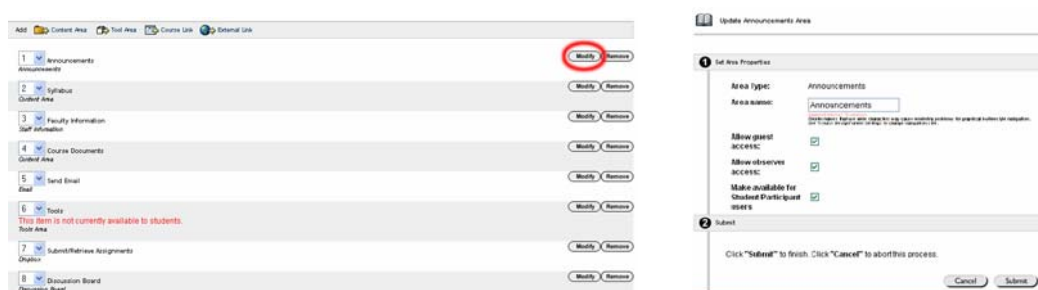 Add Content Area Tool Area Course Link External Link
1 Announcements Modify Remove
Announcements
2 Syllabus Modify Remove
Content Area
3 Faculty Information Modify Remove
Staff Information
4 Course Documents Modify Remove
Content Area
5 Send Email Modify Remove
Email
6 Tools Modify Remove
This item is not currently available to students.
Tools Area
7 Submit/Retrieve Assignments Modify Remove
Dropbox
8 Discussion Board Modify Remove
Discussion Board
Update Announcements Area
1 Set Area Properties
Area Type: Announcements
Area name: Announcements
Allow guest
access:
Allow observer
access:
Make available for
Student/Participant
users
2 Submit
Click "Submit" to finish. Click "Cancel" to abort this process.
Cancel Submit